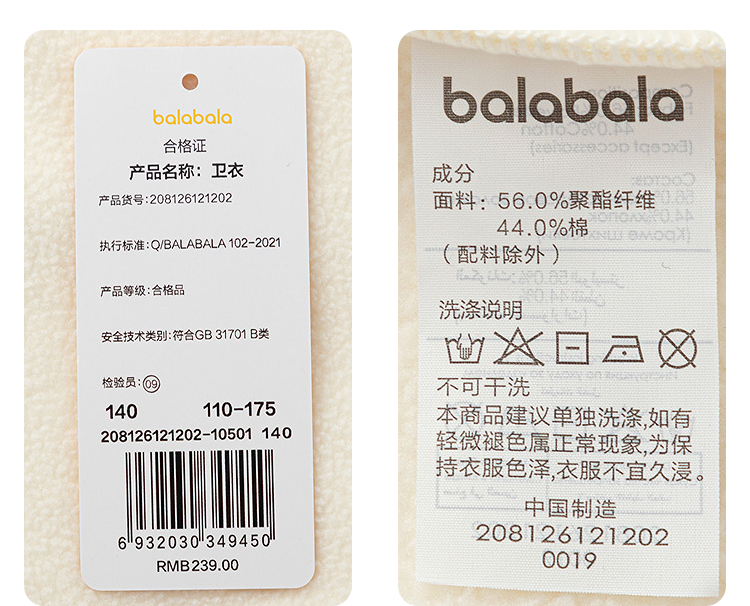 balabala
合格证
产品名称：卫衣
产品货号:208126121202
执行标准:Q/BALABALA 102-2021
产品等级:合格品
安全技术类别:符合GB 31701 B类
检验员:09
140 110-175
208126121202-10501 140
6 932030 349450
RMB239.00
balabala
成分
面料：56.0%聚酯纤维
44.0%棉
（配料除外）
洗涤说明
不可干洗
本商品建议单独洗涤,如有
轻微褪色属正常现象,为保
持衣服色泽,衣服不宜久浸。
中国制造
208126121202
0019